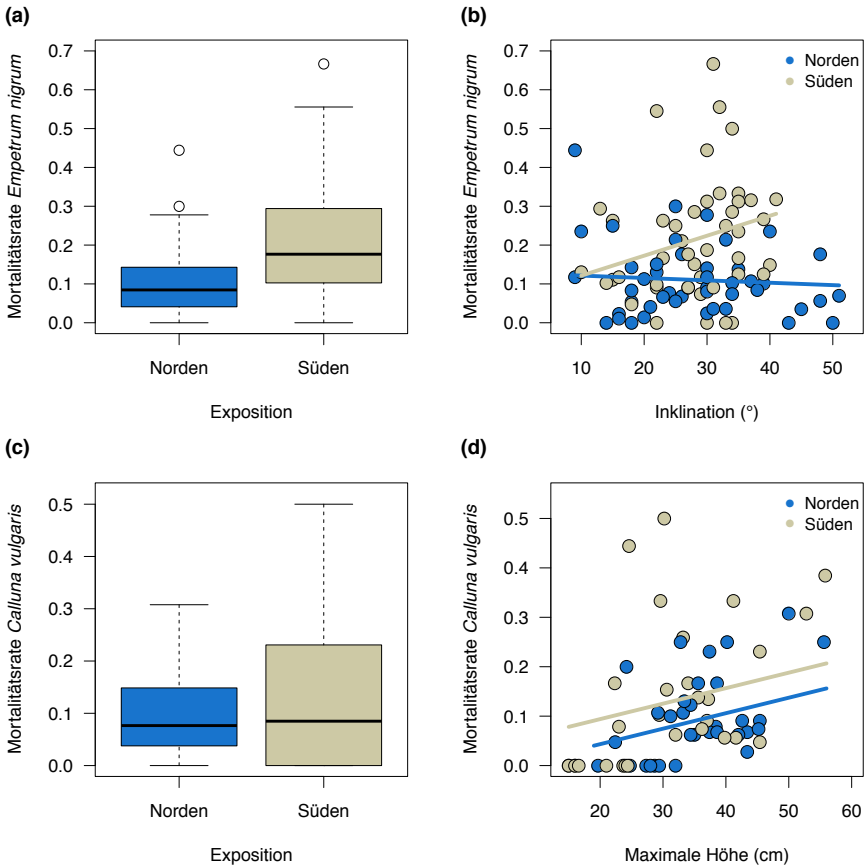 (a)
Mortalitätsrate Empetrum nigrum
0.7
0.6
0.5
0.4
0.3
0.2
0.1
0.0
Norden
Süden
Exposition
(b)
Mortalitätsrate Empetrum nigrum
0.7
0.6
0.5
0.4
0.3
0.2
0.1
0.0
Norden
Süden
10
20
30
40
50
Inklination (°)
(c)
Mortalitätsrate Calluna vulgaris
0.5
0.4
0.3
0.2
0.1
0.0
Norden
Süden
Exposition
(d)
Mortalitätsrate Calluna vulgaris
0.5
0.4
0.3
0.2
0.1
0.0
Norden
Süden
20
30
40
50
60
Maximale Höhe (cm)